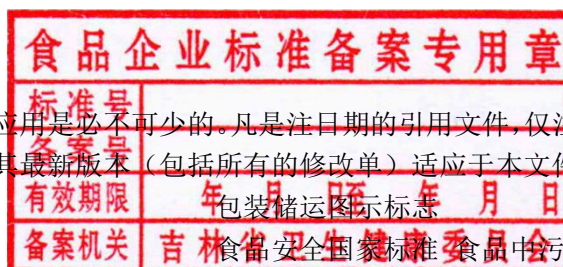 食品企业标准备案专用章
标准号
应用是必不可少的。凡是注日期的引用文件，仅注
备案号
其最新版本（包括所有的修改单）适应于本文件
有效期限 年 月 日至 年 月 日
包装储运图示标志
备案机关 吉林省卫生健康委员会
食品安全国家标准 食品中污